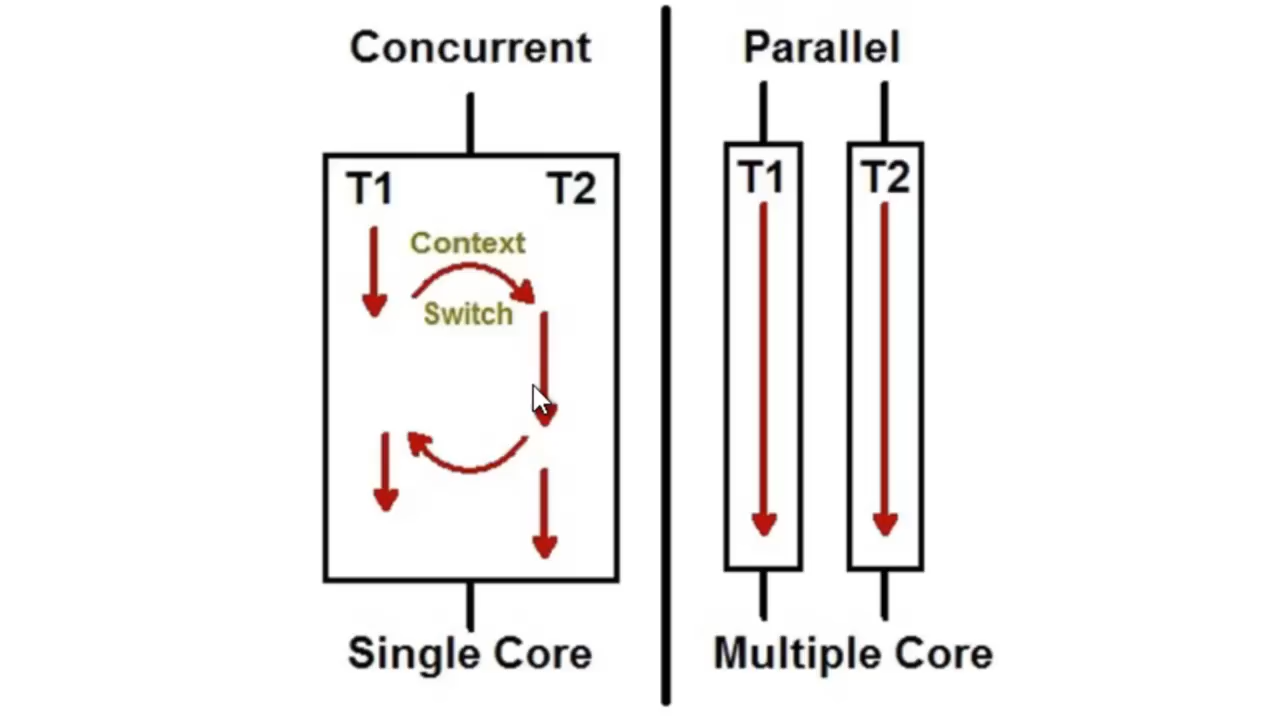 Concurrent
T1 T2
Context
Switch
Single Core
Parallel
T1 T2
Multiple Core